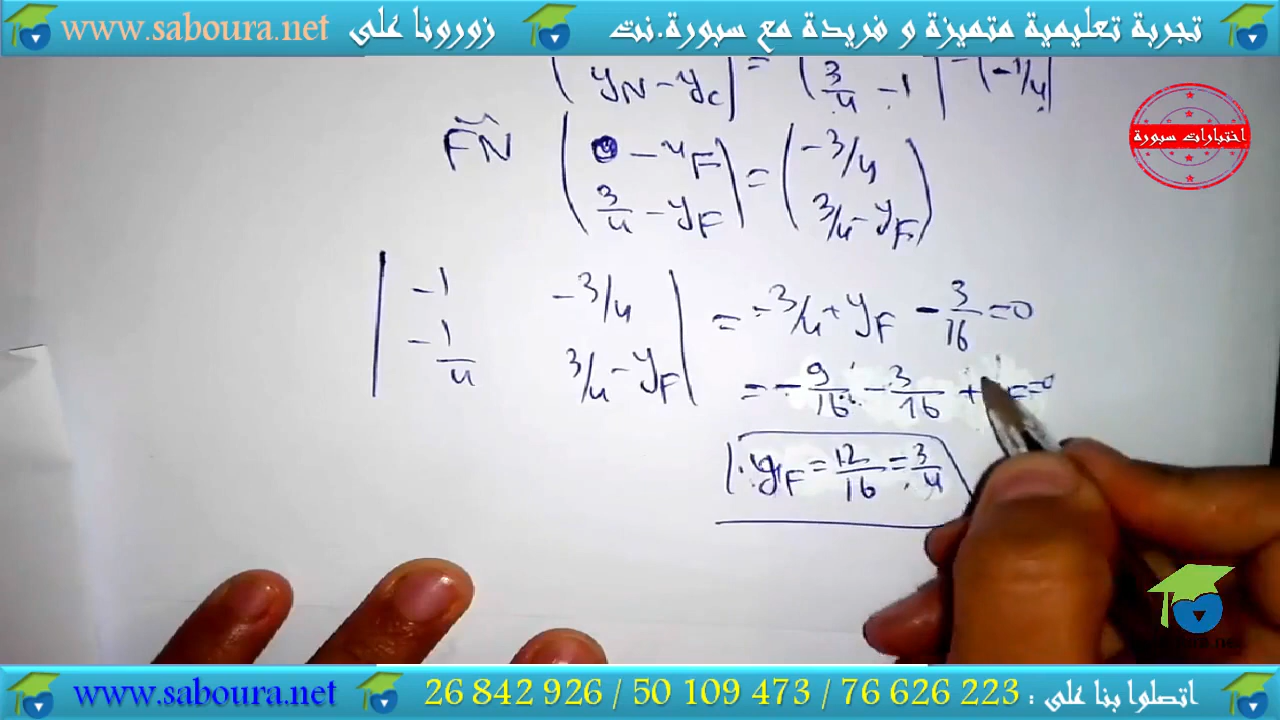 تجربة تعليمية متميزة و فريدة مع سبورة.نت زورونا على www.saboura.net
اختبارات سبورة
(yN - yC) = (3/4 - 1) = (-1/4)
FN (0 - xF) = (-3/4)
(3/4 - yF) (3/4 - yF)
| -1 -3/4 | = -3/4 + yF - 3/16 = 0
| -1/4 3/4 - yF |
= - 9/16 - 3/16 + = 0
yF = 12/16 = 3/4
اتصلوا بنا على : 26 842 926 / 50 109 473 / 76 626 223 www.saboura.net